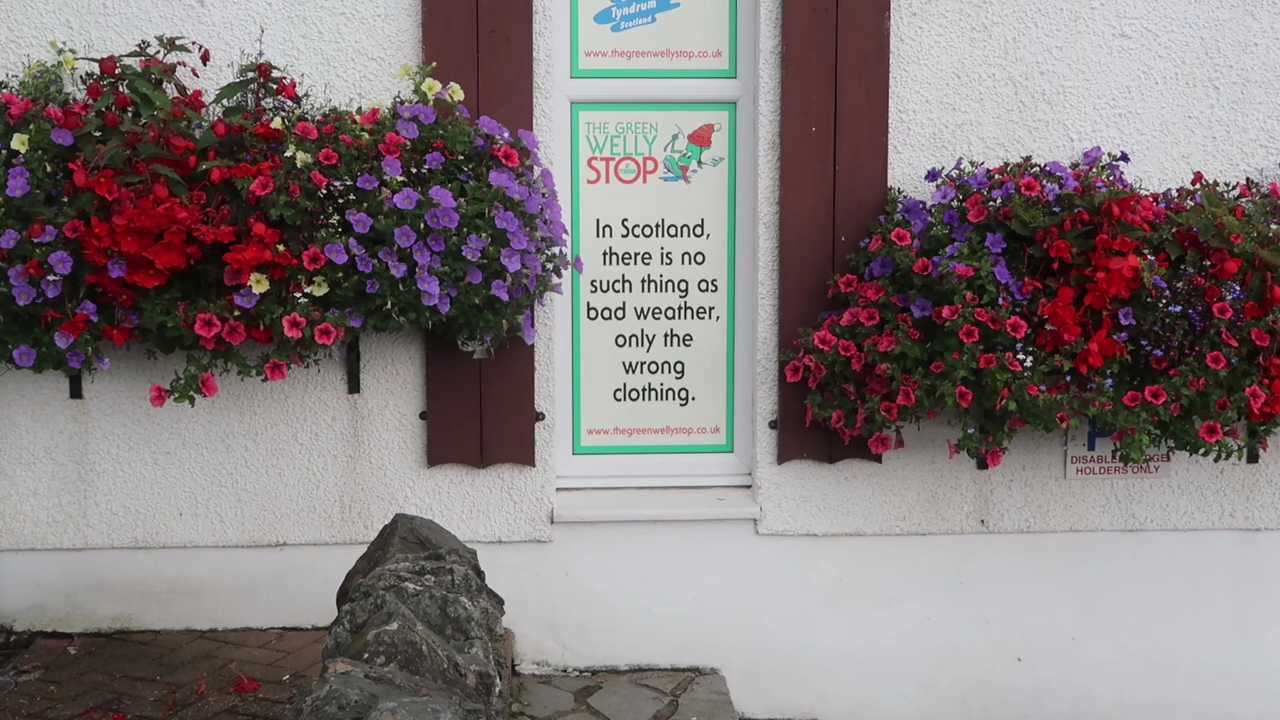 Tyndrum
Scotland
www.thegreenwellystop.co.uk
THE GREEN
WELLY
STOP
In Scotland,
there is no
such thing as
bad weather,
only the
wrong
clothing.
www.thegreenwellystop.co.uk
P
DISABLED
HOLDERS ONLY